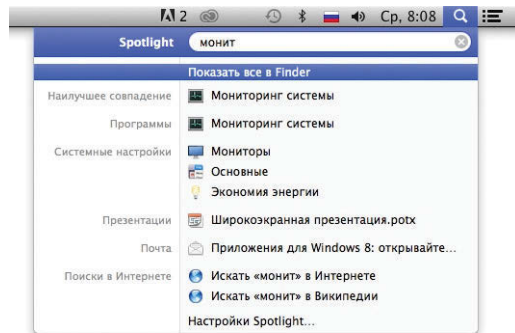 2 Ср, 8:08
Spotlight монит
Показать все в Finder
Наилучшее совпадение Мониторинг системы
Программы Мониторинг системы
Системные настройки Мониторы
Основные
Экономия энергии
Презентации Широкоэкранная презентация.potx
Почта Приложения для Windows 8: открывайте...
Поиски в Интернете Искать «монит» в Интернете
Искать «монит» в Википедии
Настройки Spotlight...